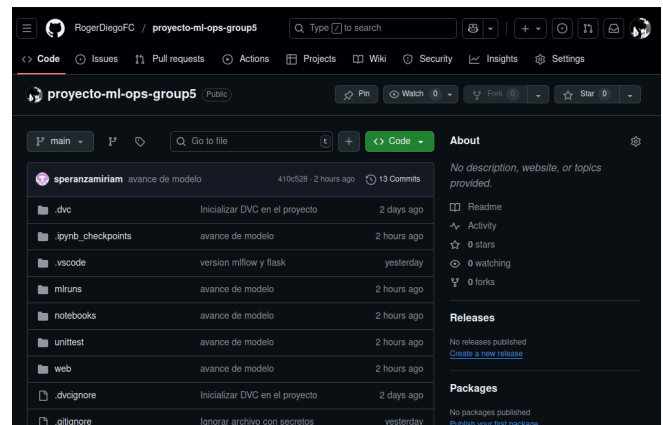 RogerDiegoFC / proyecto-ml-ops-group5
Type / to search
Code Issues Pull requests Actions Projects Wiki Security Insights Settings
proyecto-ml-ops-group5 Public
Pin Watch 0 Fork 0 Star 0
main Go to file t Code
About
No description, website, or topics
provided.
speranzamiriam avance de modelo 410c528 · 2 hours ago 13 Commits
.dvc Inicializar DVC en el proyecto 2 days ago
.ipynb_checkpoints avance de modelo 2 hours ago
.vscode version mlflow y flask yesterday
mlruns avance de modelo 2 hours ago
notebooks avance de modelo 2 hours ago
unittest avance de modelo 2 hours ago
web avance de modelo 2 hours ago
.dvcignore Inicializar DVC en el proyecto 2 days ago
.gitignore Ignorar archivo con secretos yesterday
Readme
Activity
0 stars
0 watching
0 forks
Releases
No releases published
Create a new release
Packages
No packages published
Publish your first package